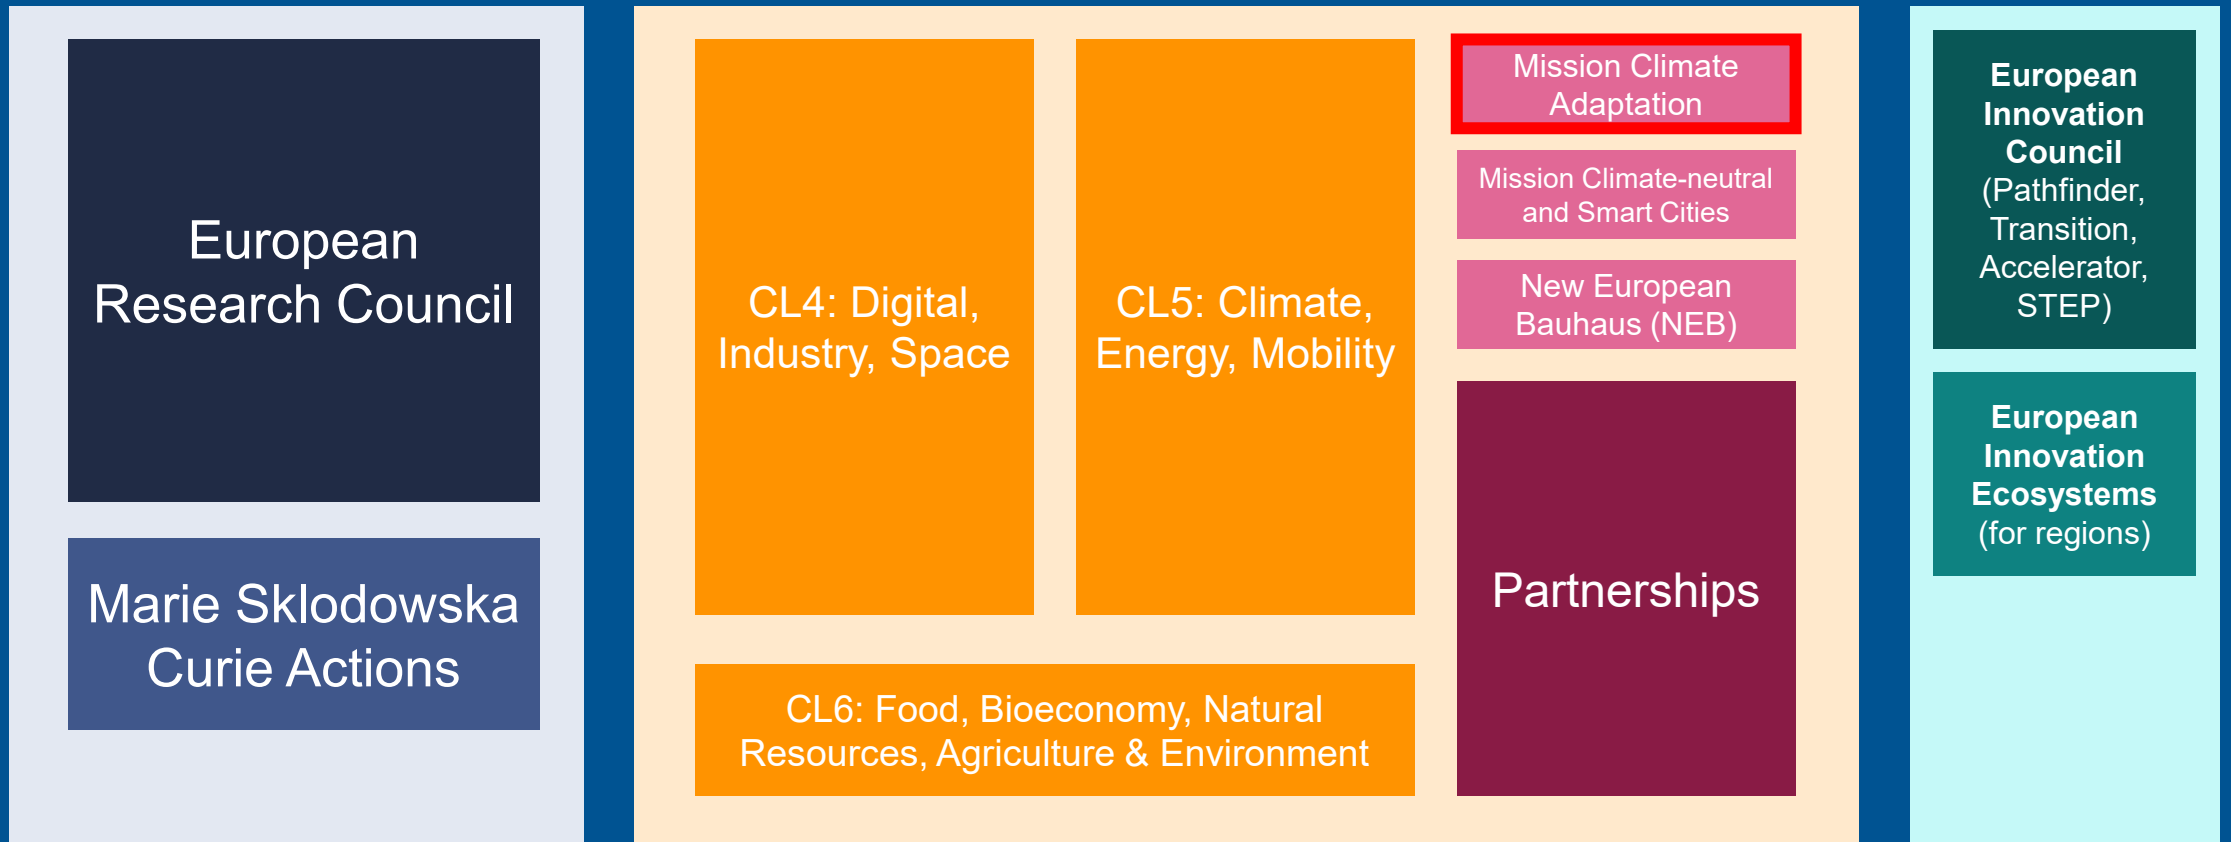 European
Research Council
Marie Sklodowska
Curie Actions
CL4: Digital,
Industry, Space
CL5: Climate,
Energy, Mobility
CL6: Food, Bioeconomy, Natural
Resources, Agriculture & Environment
Mission Climate
Adaptation
Mission Climate-neutral
and Smart Cities
New European
Bauhaus (NEB)
Partnerships
European
Innovation
Council
(Pathfinder,
Transition,
Accelerator,
STEP)
European
Innovation
Ecosystems
(for regions)